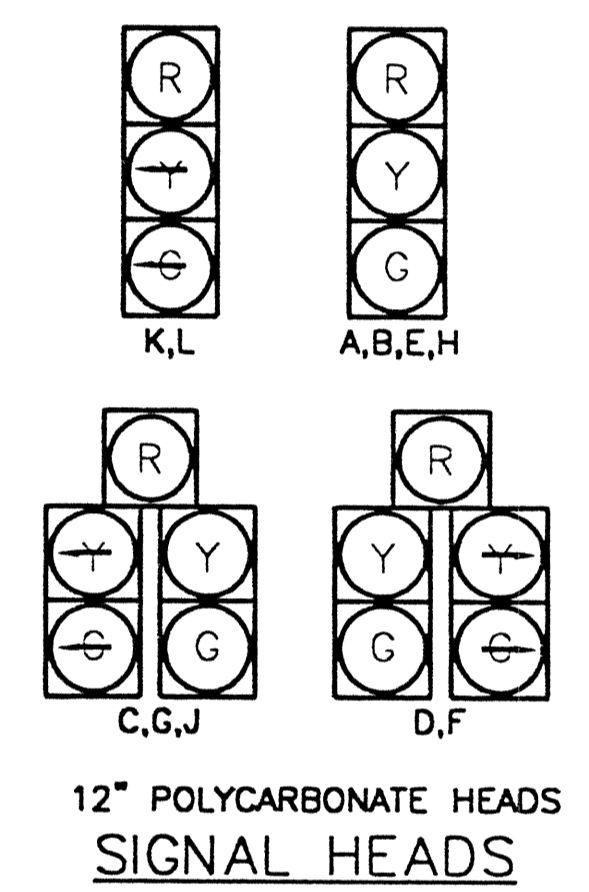 R R
Y Y
G G
K,L A,B,E,H
R R
Y Y Y Y
G G G G
C,G,J D,F
12" POLYCARBONATE HEADS
SIGNAL HEADS